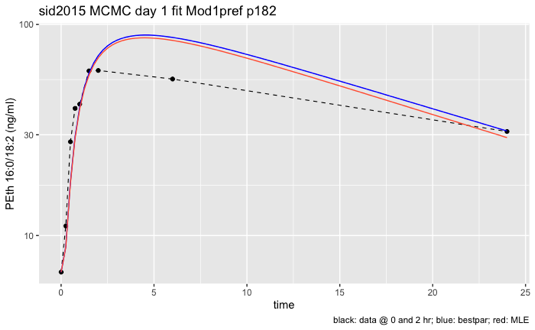 sid2015 MCMC day 1 fit Mod1pref p182
100
30
10
PEth 16:0/18:2 (ng/ml)
0
5
10
15
20
25
time
black: data @ 0 and 2 hr; blue: bestpar; red: MLE